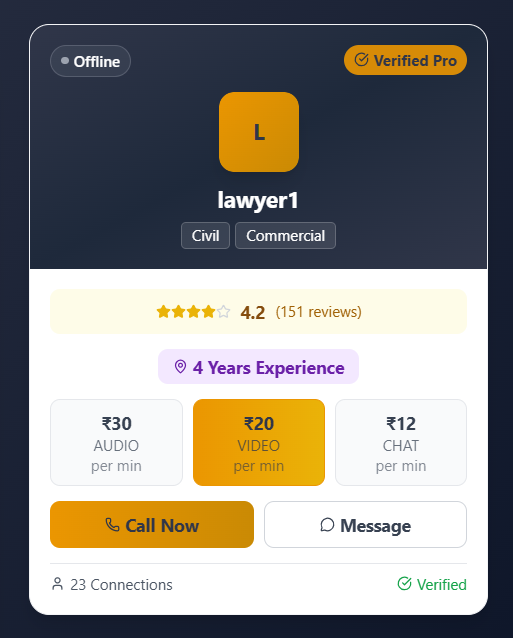 Offline
Verified Pro
L
lawyer1
Civil Commercial
4.2 (151 reviews)
4 Years Experience
₹30 ₹20 ₹12
AUDIO VIDEO CHAT
per min per min per min
Call Now Message
23 Connections Verified